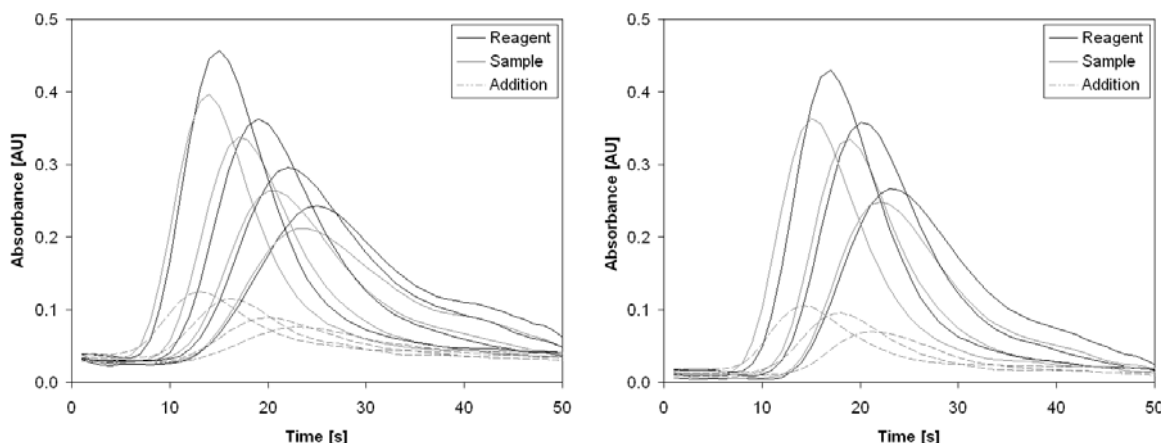 0.5
0.4
0.3
0.2
0.1
0.0
Absorbance [AU]
0 10 20 30 40 50
Time [s]
Reagent
Sample
Addition
0.5
0.4
0.3
0.2
0.1
0.0
Absorbance [AU]
0 10 20 30 40 50
Time [s]
Reagent
Sample
Addition